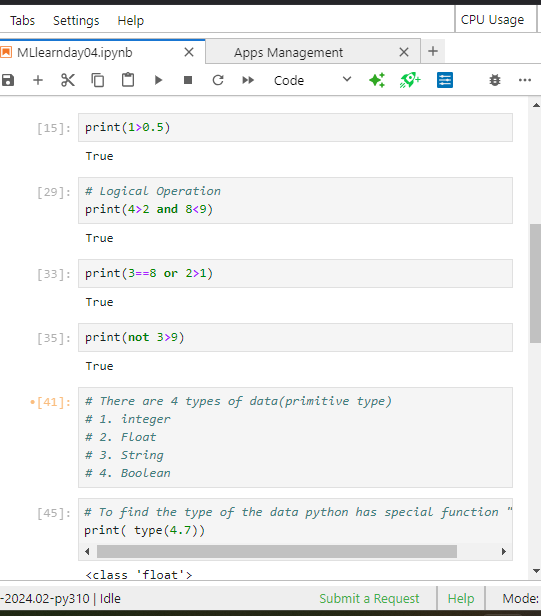 Tabs Settings Help CPU Usage
MLlearnday04.ipynb Apps Management
Code
[15]: print(1>0.5)
True
[29]: # Logical Operation
print(4>2 and 8<9)
True
[33]: print(3==8 or 2>1)
True
[35]: print(not 3>9)
True
[41]: # There are 4 types of data(primitive type)
# 1. integer
# 2. Float
# 3. String
# 4. Boolean
[45]: # To find the type of the data python has special function "
print( type(4.7))
<class 'float'>
-2024.02-py310 | Idle Submit a Request Help Mode: